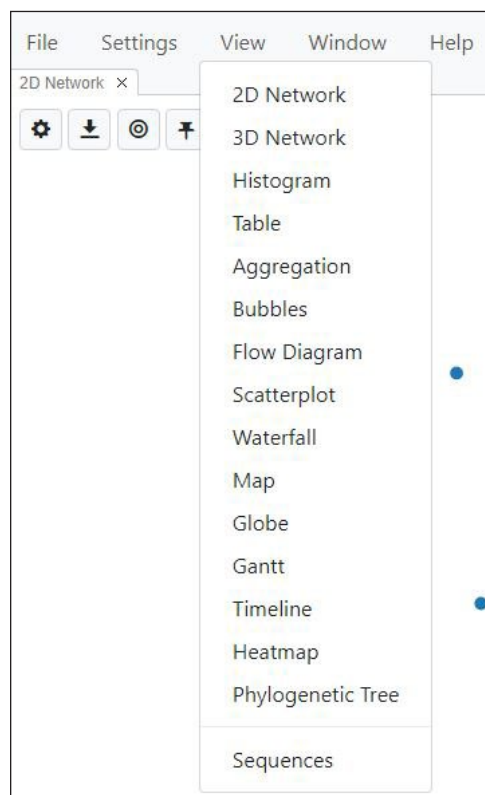 File Settings View Window Help
2D Network ×
2D Network
3D Network
Histogram
Table
Aggregation
Bubbles
Flow Diagram
Scatterplot
Waterfall
Map
Globe
Gantt
Timeline
Heatmap
Phylogenetic Tree
Sequences